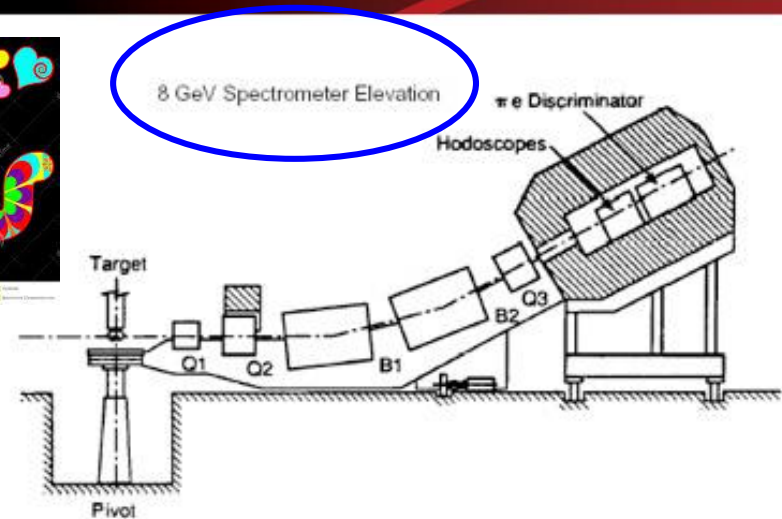 8 GeV Spectrometer Elevation
π e Discriminator
Hodoscopes
Target
Q3
B2
Q1
Q2
B1
Pivot